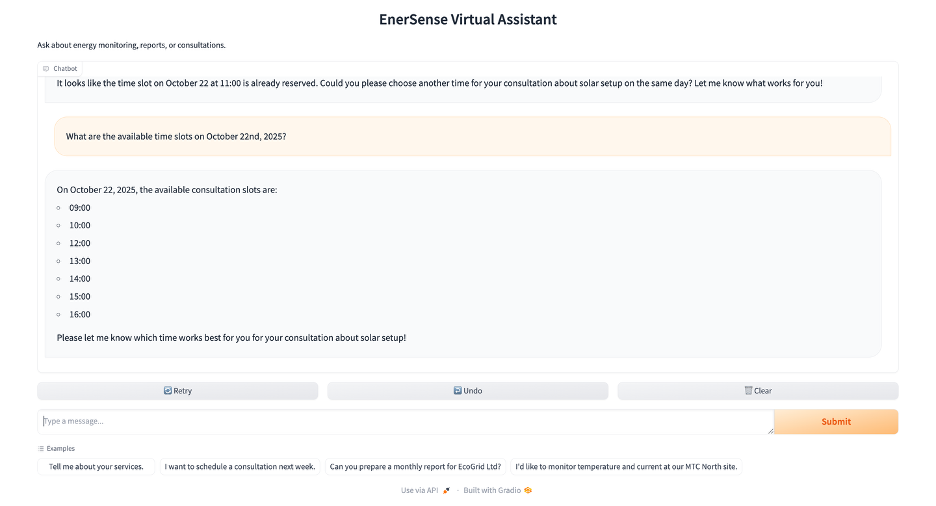 EnerSense Virtual Assistant
Ask about energy monitoring, reports, or consultations.
Chatbot
It looks like the time slot on October 22 at 11:00 is already reserved. Could you please choose another time for your consultation about solar setup on the same day? Let me know what works for you!
What are the available time slots on October 22nd, 2025?
On October 22, 2025, the available consultation slots are:
09:00
10:00
12:00
13:00
14:00
15:00
16:00
Please let me know which time works best for you for your consultation about solar setup!
Retry
Undo
Clear
Type a message...
Submit
Examples
Tell me about your services.
I want to schedule a consultation next week.
Can you prepare a monthly report for EcoGrid Ltd?
I'd like to monitor temperature and current at our MTC North site.
Use via API · Built with Gradio